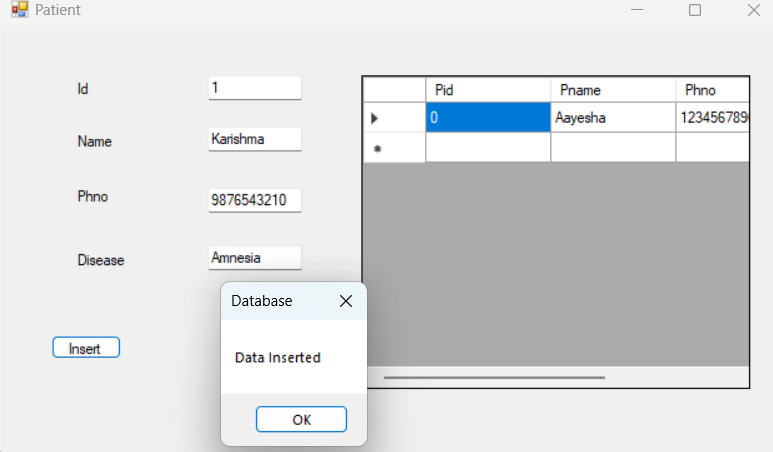 Patient
Id 1
Name Karishma
Phno 9876543210
Disease Amnesia
Insert
Pid Pname Phno
0 Aayesha 1234567890
Database
Data Inserted
OK